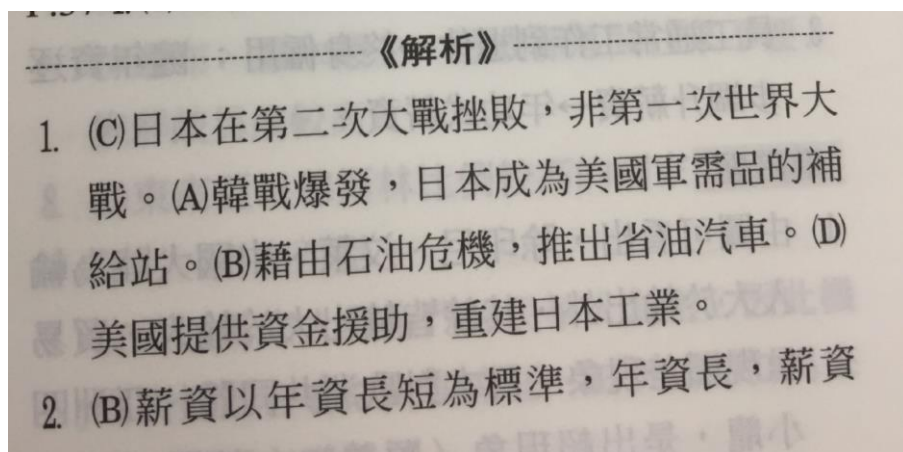 《解析》
1. (C)日本在第二次大戰挫敗，非第一次世界大
戰。(A)韓戰爆發，日本成為美國軍需品的補
給站。(B)藉由石油危機，推出省油汽車。(D)
美國提供資金援助，重建日本工業。
2. (B)薪資以年資長短為標準，年資長，薪資